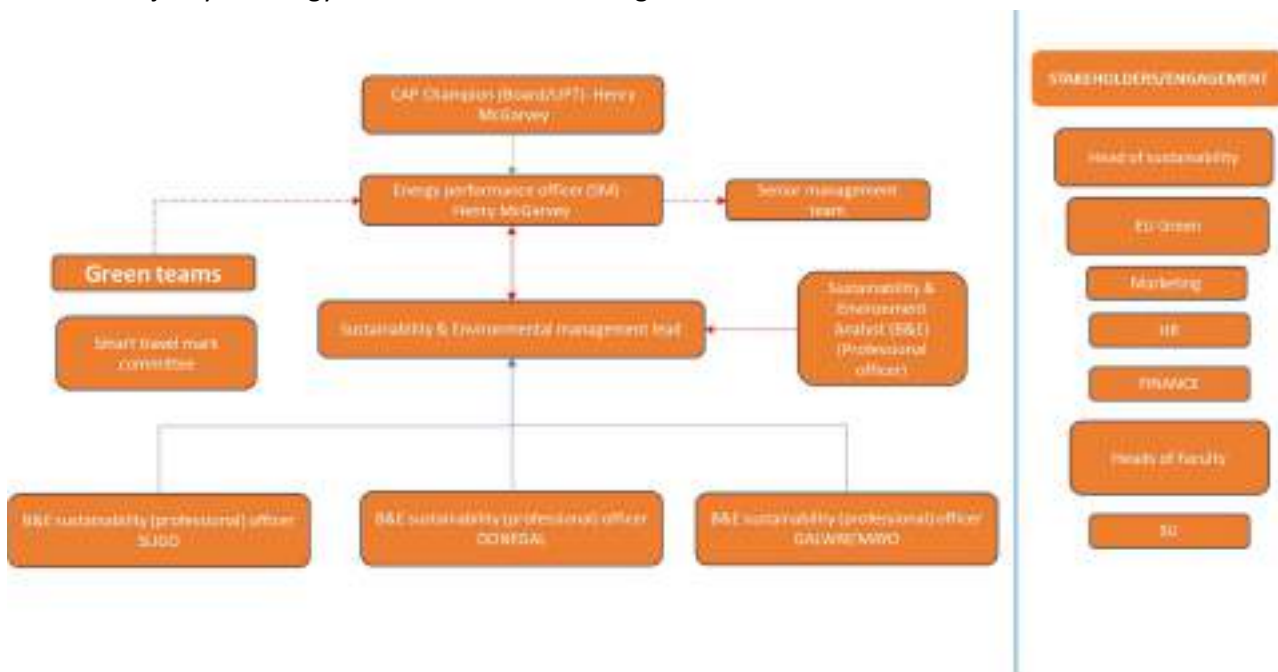 CAP Champion (Board/UPT)- Henry
McGarvey
Energy performance officer (SM)
Henry McGarvey
Senior management
team
Green teams
Smart travel mark
committee
Sustainability & Environmental management lead
Sustainability &
Environment
Analyst (B&E)
(Professional
officer)
B&E sustainability (professional) officer
SLIGO
B&E sustainability (professional) officer
DONEGAL
B&E sustainability (professional) officer
GALWAY/MAYO
STAKEHOLDERS/ENGAGEMENT
Head of sustainability
EU Green
Marketing
HR
FINANCE
Heads of Faculty
SU